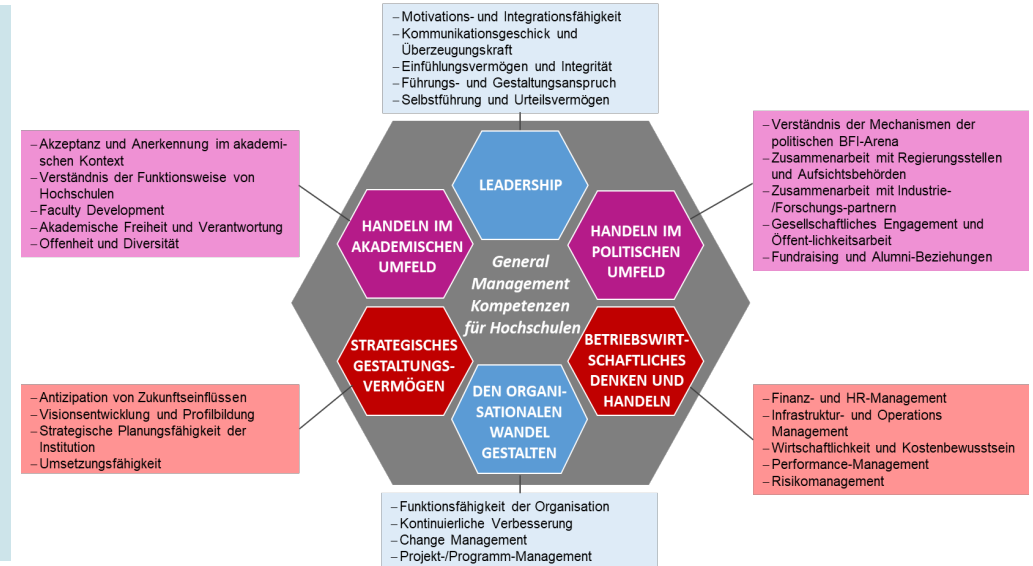 – Motivations- und Integrationsfähigkeit
– Kommunikationsgeschick und
Überzeugungskraft
– Einfühlungsvermögen und Integrität
– Führungs- und Gestaltungsanspruch
– Selbstführung und Urteilsvermögen
– Akzeptanz und Anerkennung im akademi-
schen Kontext
– Verständnis der Funktionsweise von
Hochschulen
– Faculty Development
– Akademische Freiheit und Verantwortung
– Offenheit und Diversität
– Verständnis der Mechanismen der
politischen BFI-Arena
– Zusammenarbeit mit Regierungsstellen
und Aufsichtsbehörden
– Zusammenarbeit mit Industrie-
/Forschungs-partnern
– Gesellschaftliches Engagement und
Öffent-lichkeitsarbeit
– Fundraising und Alumni-Beziehungen
LEADERSHIP
HANDELN IM
AKADEMISCHEN
UMFELD
HANDELN IM
POLITISCHEN
UMFELD
General
Management
Kompetenzen
für Hochschulen
STRATEGISCHES
GESTALTUNGS-
VERMÖGEN
BETRIEBSWIRT-
SCHAFTLICHES
DENKEN UND
HANDELN
DEN ORGANI-
SATIONALEN
WANDEL
GESTALTEN
– Antizipation von Zukunftseinflüssen
– Visionsentwicklung und Profilbildung
– Strategische Planungsfähigkeit der
Institution
– Umsetzungsfähigkeit
– Finanz- und HR-Management
– Infrastruktur- und Operations
Management
– Wirtschaftlichkeit und Kostenbewusstsein
– Performance-Management
– Risikomanagement
– Funktionsfähigkeit der Organisation
– Kontinuierliche Verbesserung
– Change Management
– Projekt-/Programm-Management